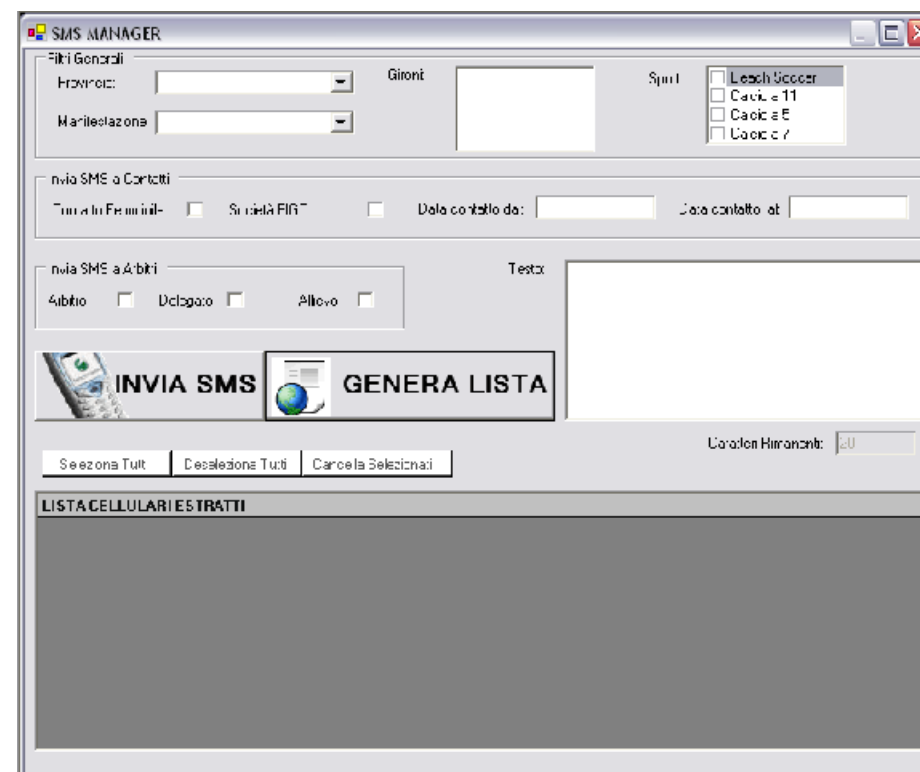 SMS MANAGER
Filtri Generali
Provincia:
Gironi:
Sport
Beach Soccer
Calcio a 11
Calcio a 5
Calcio a 7
Manifestazione
Invia SMS a Contatti
Femminile
Società
Data contatto da:
Data contatto al:
Invia SMS a Arbitri
Arbitro
Delegato
Allievo
Testo:
INVIA SMS
GENERA LISTA
Caratteri Rimanenti:
Seleziona Tutti
Deseleziona Tutti
Cancella Selezionati
LISTA CELLULARI ESTRATTI